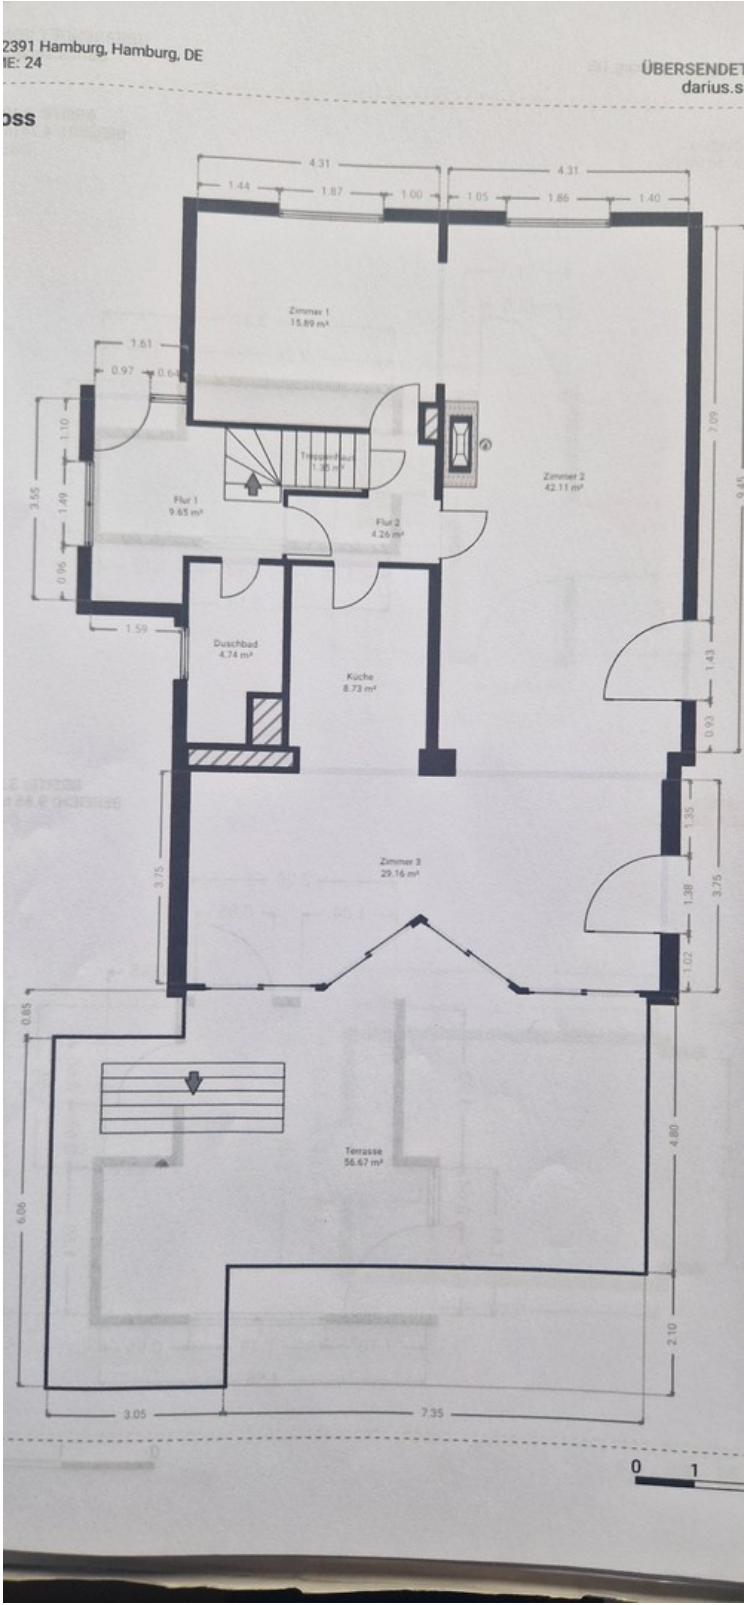 2391 Hamburg, Hamburg, DE
IE: 24
ÜBERSENDET
darius.s
oss
4.31
4.31
1.44
1.87
1.00
1.05
1.86
1.40
Zimmer 1
15.89 m²
1.61
0.97
0.64
1.10
3.55
1.49
0.96
Treppenhaus
1.35 m²
7.09
9.45
Zimmer 2
42.11 m²
Flur 1
9.65 m²
Flur 2
4.26 m²
1.59
Duschbad
4.74 m²
Küche
8.73 m²
1.43
0.93
3.75
Zimmer 3
29.16 m²
1.35
1.38
3.75
1.02
0.85
6.06
4.80
Terrasse
56.67 m²
2.10
3.05
7.35
0
1